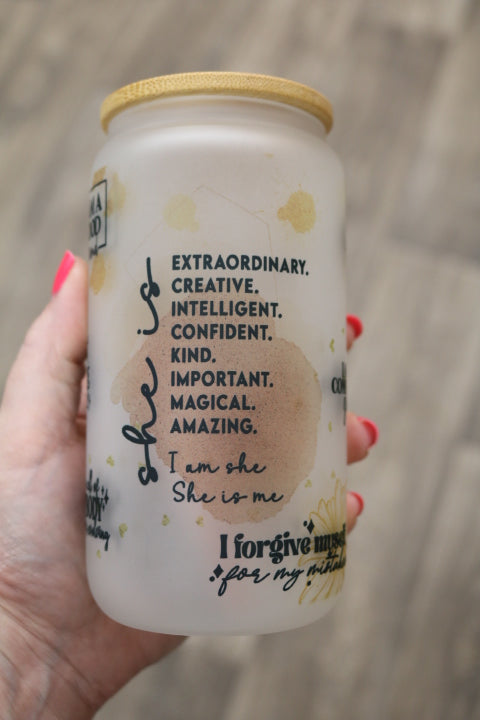 she is
EXTRAORDINARY.
CREATIVE.
INTELLIGENT.
CONFIDENT.
KIND.
IMPORTANT.
MAGICAL.
AMAZING.
I am she
She is me
I forgive
for my